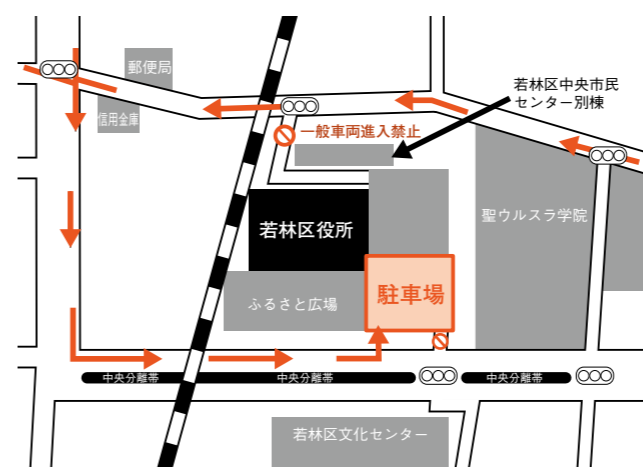 郵便局
信用金庫
若林区中央市民
センター別棟
一般車両進入禁止
聖ウルスラ学院
若林区役所
ふるさと広場
駐車場
中央分離帯
中央分離帯
中央分離帯
若林区文化センター